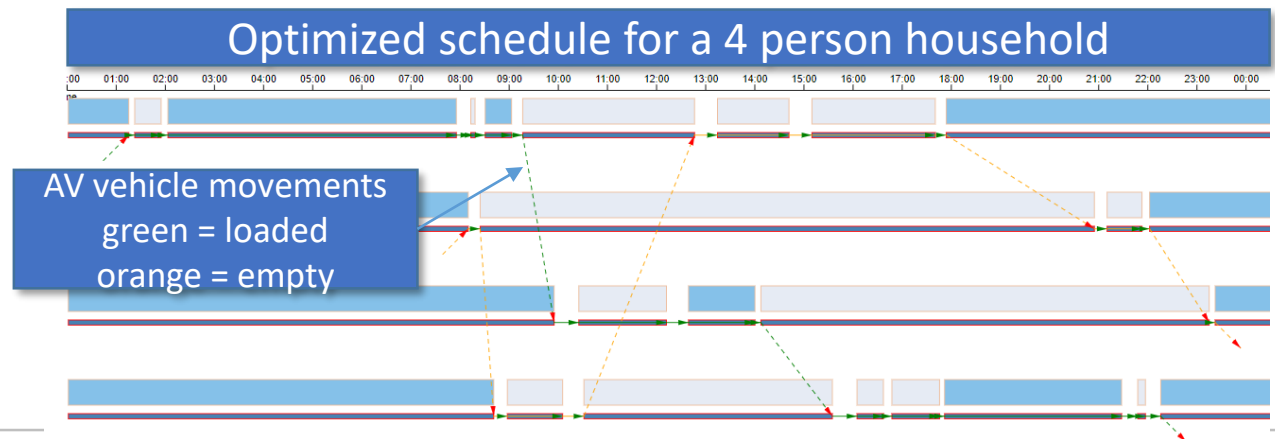 Optimized schedule for a 4 person household
:00 01:00 02:00 03:00 04:00 05:00 06:00 07:00 08:00 09:00 10:00 11:00 12:00 13:00 14:00 15:00 16:00 17:00 18:00 19:00 20:00 21:00 22:00 23:00 00:00
AV vehicle movements
green = loaded
orange = empty